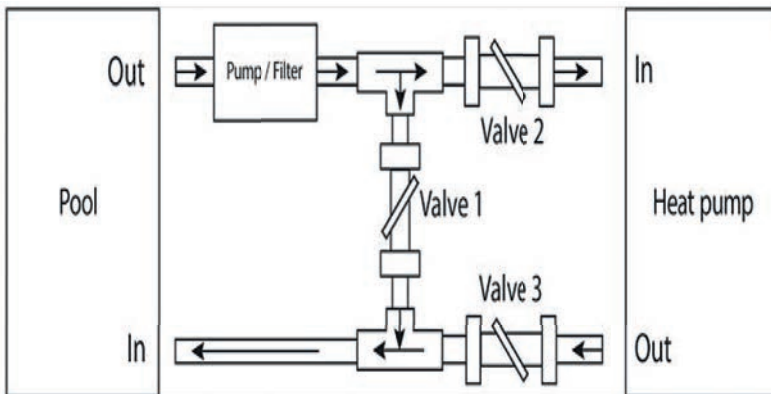 Out
Pump / Filter
In
Valve 2
Pool
Valve 1
Heat pump
Valve 3
In
Out